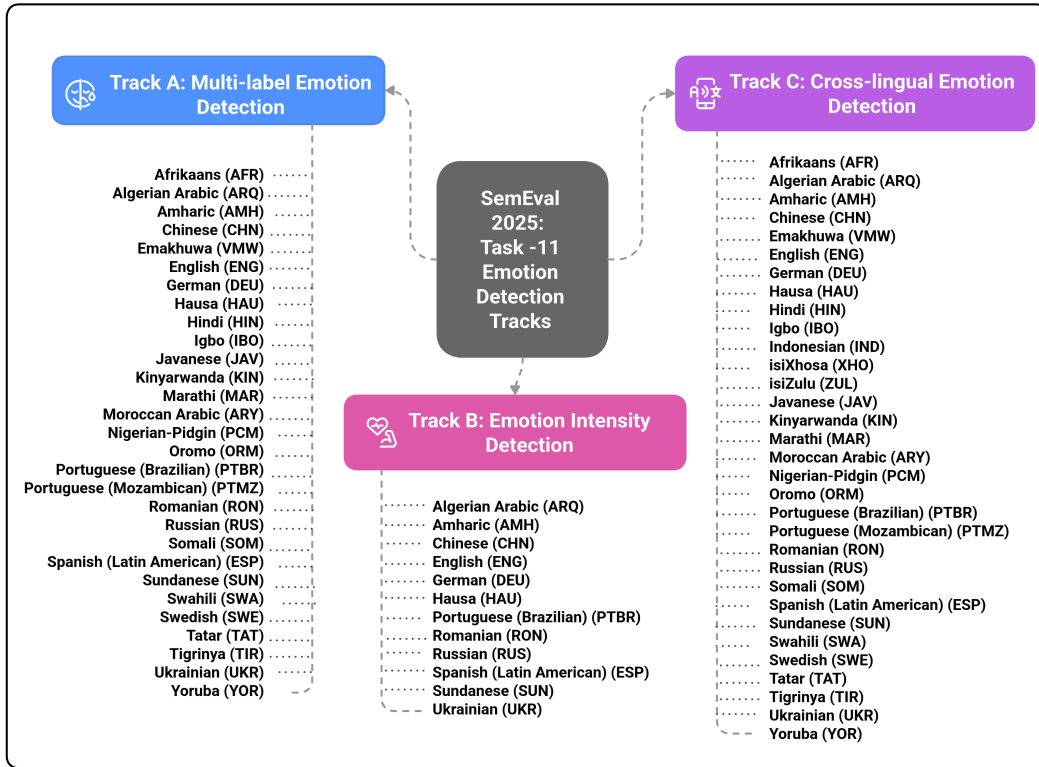 Track A: Multi-label Emotion
Detection
Afrikaans (AFR)
Algerian Arabic (ARQ)
Amharic (AMH)
Chinese (CHN)
Emakhuwa (VMW)
English (ENG)
German (DEU)
Hausa (HAU)
Hindi (HIN)
Igbo (IBO)
Javanese (JAV)
Kinyarwanda (KIN)
Marathi (MAR)
Moroccan Arabic (ARY)
Nigerian-Pidgin (PCM)
Oromo (ORM)
Portuguese (Brazilian) (PTBR)
Portuguese (Mozambican) (PTMZ)
Romanian (RON)
Russian (RUS)
Somali (SOM)
Spanish (Latin American) (ESP)
Sundanese (SUN)
Swahili (SWA)
Swedish (SWE)
Tatar (TAT)
Tigrinya (TIR)
Ukrainian (UKR)
Yoruba (YOR)
SemEval
2025:
Task -11
Emotion
Detection
Tracks
Track B: Emotion Intensity
Detection
Algerian Arabic (ARQ)
Amharic (AMH)
Chinese (CHN)
English (ENG)
German (DEU)
Hausa (HAU)
Portuguese (Brazilian) (PTBR)
Romanian (RON)
Russian (RUS)
Spanish (Latin American) (ESP)
Sundanese (SUN)
Ukrainian (UKR)
Track C: Cross-lingual Emotion
Detection
Afrikaans (AFR)
Algerian Arabic (ARQ)
Amharic (AMH)
Chinese (CHN)
Emakhuwa (VMW)
English (ENG)
German (DEU)
Hausa (HAU)
Hindi (HIN)
Igbo (IBO)
Indonesian (IND)
isiXhosa (XHO)
isiZulu (ZUL)
Javanese (JAV)
Kinyarwanda (KIN)
Marathi (MAR)
Moroccan Arabic (ARY)
Nigerian-Pidgin (PCM)
Oromo (ORM)
Portuguese (Brazilian) (PTBR)
Portuguese (Mozambican) (PTMZ)
Romanian (RON)
Russian (RUS)
Somali (SOM)
Spanish (Latin American) (ESP)
Sundanese (SUN)
Swahili (SWA)
Swedish (SWE)
Tatar (TAT)
Tigrinya (TIR)
Ukrainian (UKR)
Yoruba (YOR)